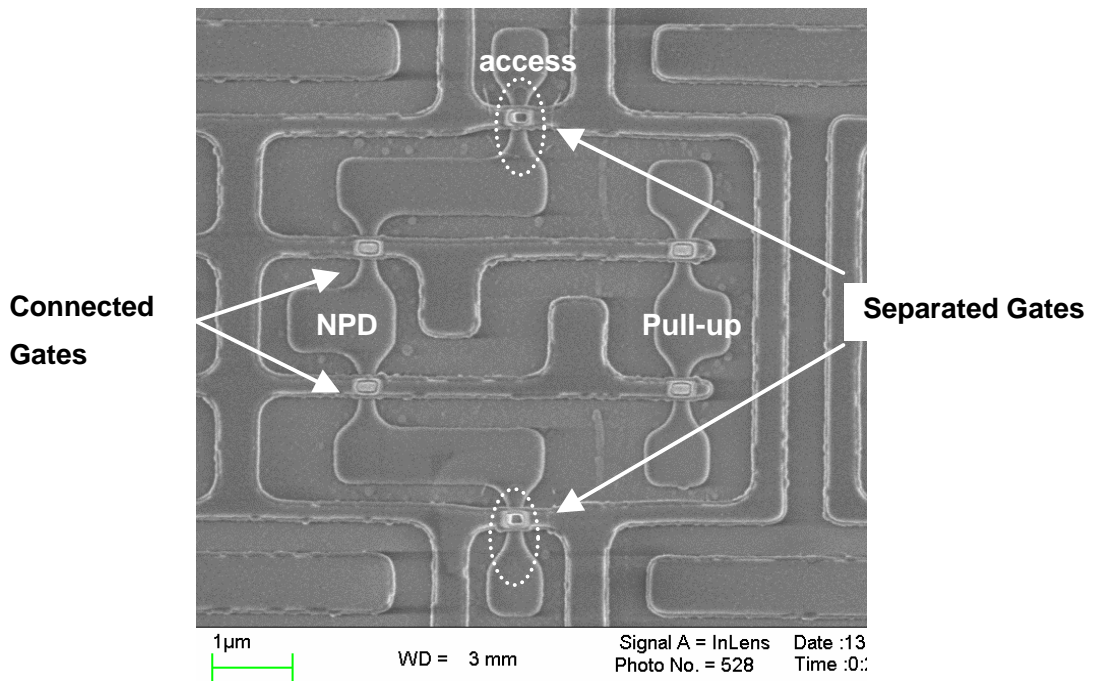 access
Connected
Gates
NPD
Pull-up
Separated Gates
1µm
WD = 3 mm
Signal A = InLens
Photo No. = 528
Date :13
Time :0: